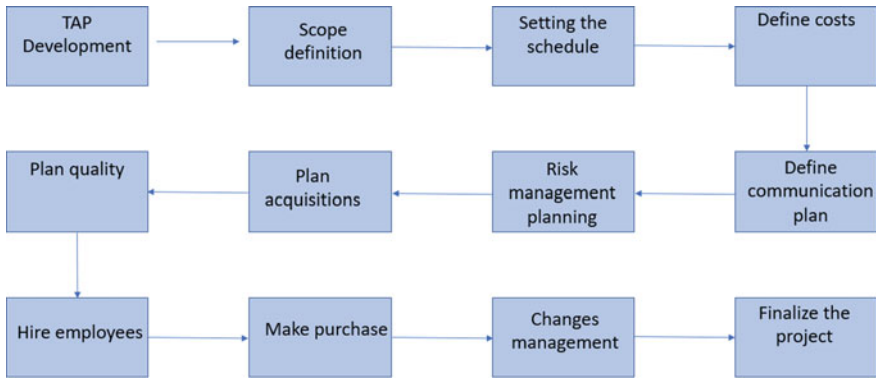 TAP
Development
Scope
definition
Setting the
schedule
Define costs
Plan quality
Plan
acquisitions
Risk
management
planning
Define
communication
plan
Hire employees
Make purchase
Changes
management
Finalize the
project